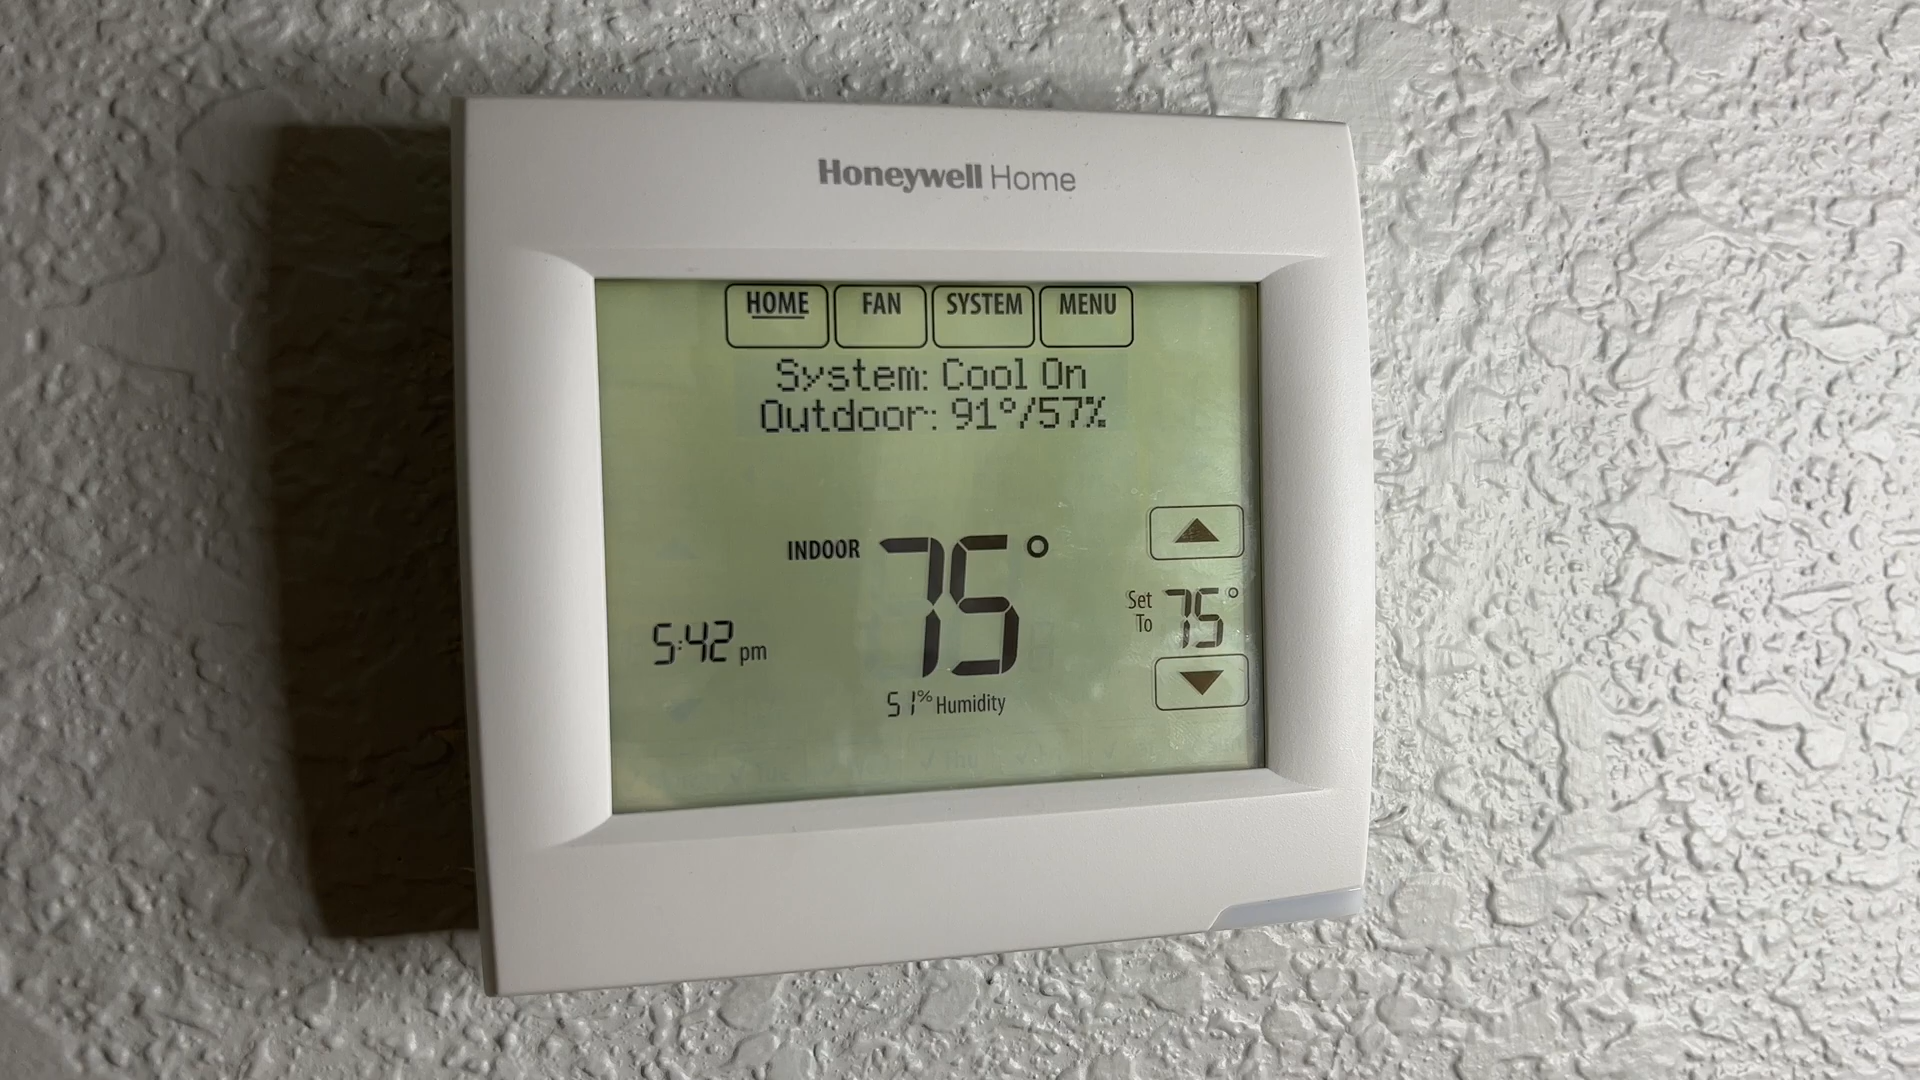 Honeywell Home
HOME FAN SYSTEM MENU
System: Cool On
Outdoor: 91°/57%
INDOOR 75°
Set To 75°
5:42 pm
51% Humidity